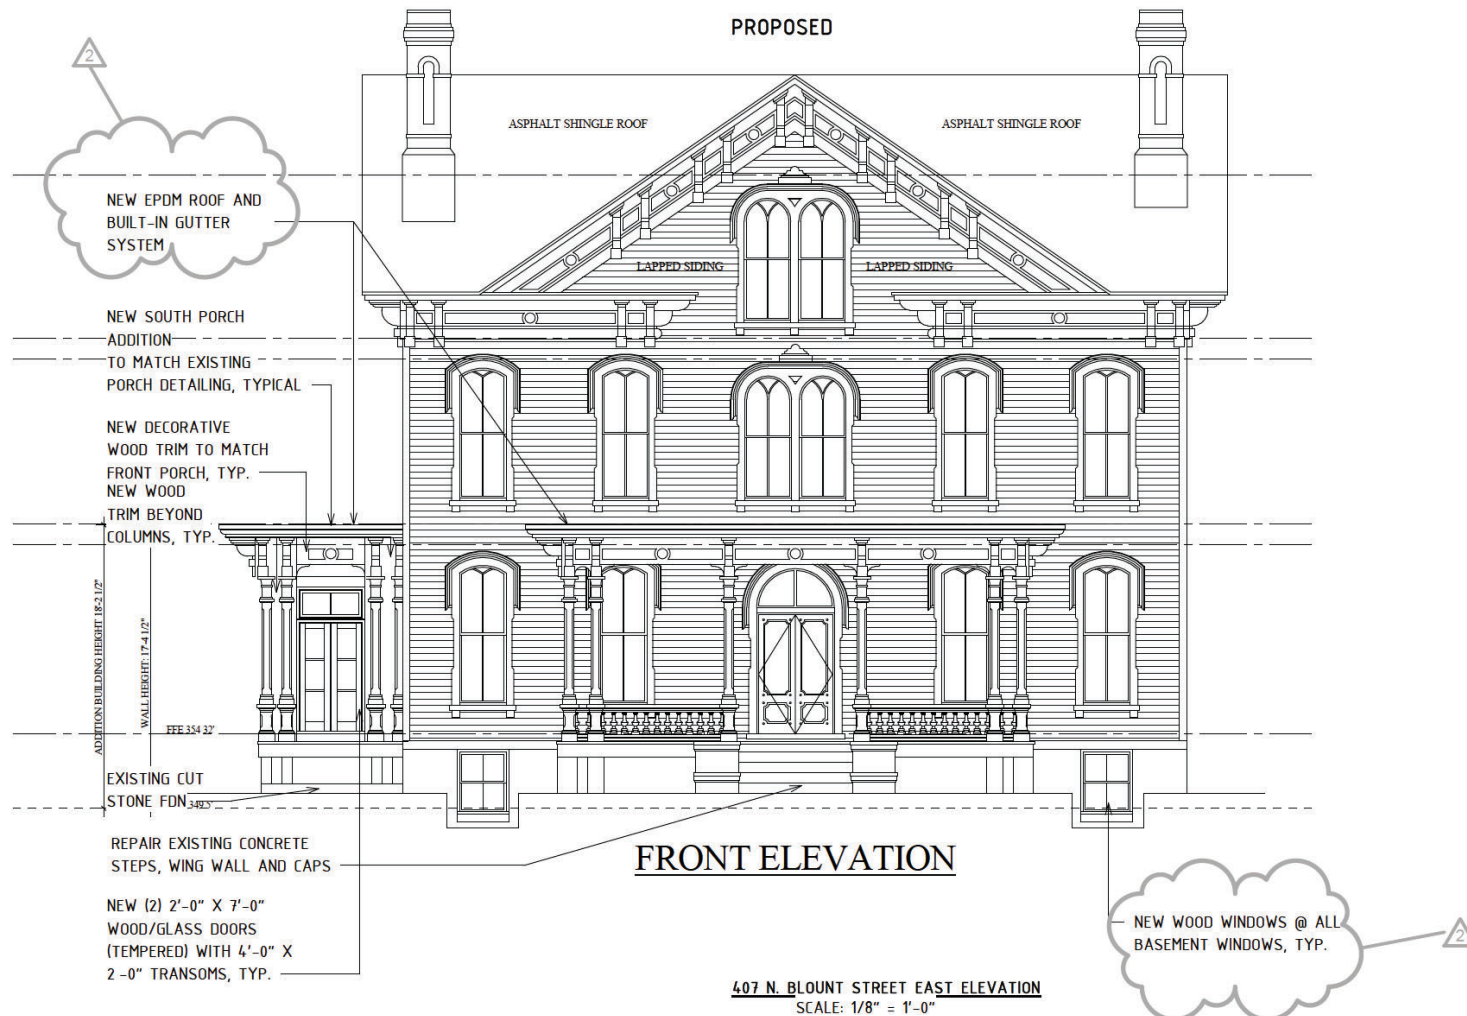 PROPOSED
2
ASPHALT SHINGLE ROOF
ASPHALT SHINGLE ROOF
NEW EPDM ROOF AND
BUILT-IN GUTTER
SYSTEM
LAPPED SIDING
LAPPED SIDING
NEW SOUTH PORCH
ADDITION
TO MATCH EXISTING
PORCH DETAILING, TYPICAL
NEW DECORATIVE
WOOD TRIM TO MATCH
FRONT PORCH, TYP.
NEW WOOD
TRIM BEYOND
COLUMNS, TYP.
ADDITION BUILDING HEIGHT 18'-2 1/2"
WALL HEIGHT: 17'-4 1/2"
FFE 354 32'
EXISTING CUT
STONE FDN
349.5'
REPAIR EXISTING CONCRETE
STEPS, WING WALL AND CAPS
FRONT ELEVATION
NEW (2) 2'-0" X 7'-0"
WOOD/GLASS DOORS
(TEMPERED) WITH 4'-0" X
2 -0" TRANSOMS, TYP.
NEW WOOD WINDOWS @ ALL
BASEMENT WINDOWS, TYP.
2
407 N. BLOUNT STREET EAST ELEVATION
SCALE: 1/8" = 1'-0"